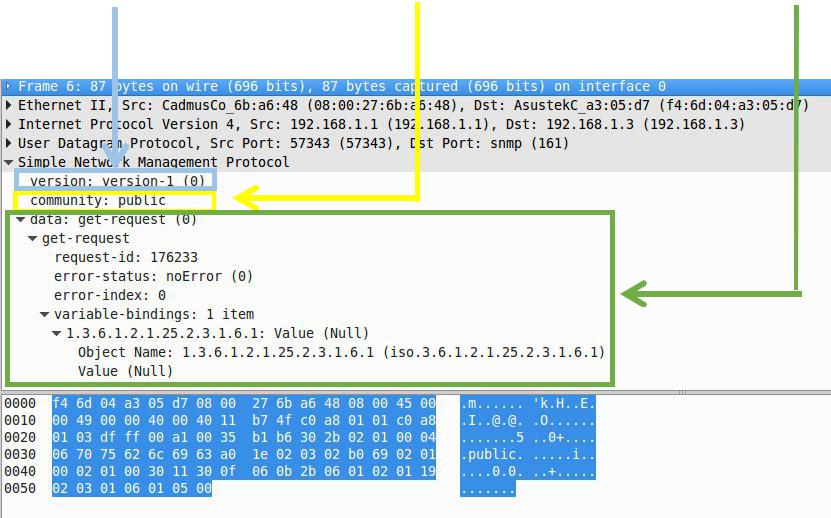 Frame 6: 87 bytes on wire (696 bits), 87 bytes captured (696 bits) on interface 0
Ethernet II, Src: CadmusCo_6b:a6:48 (08:00:27:6b:a6:48), Dst: AsustekC_a3:05:d7 (f4:6d:04:a3:05:d7)
Internet Protocol Version 4, Src: 192.168.1.1 (192.168.1.1), Dst: 192.168.1.3 (192.168.1.3)
User Datagram Protocol, Src Port: 57343 (57343), Dst Port: snmp (161)
Simple Network Management Protocol
version: version-1 (0)
community: public
data: get-request (0)
get-request
request-id: 176233
error-status: noError (0)
error-index: 0
variable-bindings: 1 item
1.3.6.1.2.1.25.2.3.1.6.1: Value (Null)
Object Name: 1.3.6.1.2.1.25.2.3.1.6.1 (iso.3.6.1.2.1.25.2.3.1.6.1)
Value (Null)
0000 f4 6d 04 a3 05 d7 08 00 27 6b a6 48 08 00 45 00 .m...... 'k.H..E.
0010 00 49 00 00 40 00 40 11 b7 4f c0 a8 01 01 c0 a8 .I..@.@. .O......
0020 01 03 df ff 00 a1 00 35 b1 b6 30 2b 02 01 00 04 .......5 ..0+....
0030 06 70 75 62 6c 69 63 a0 1e 02 03 02 b0 69 02 01 .public. .....i..
0040 00 02 01 00 30 11 30 0f 06 0b 2b 06 01 02 01 19 ....0.0. ..+.....
0050 02 03 01 06 01 05 00 .......